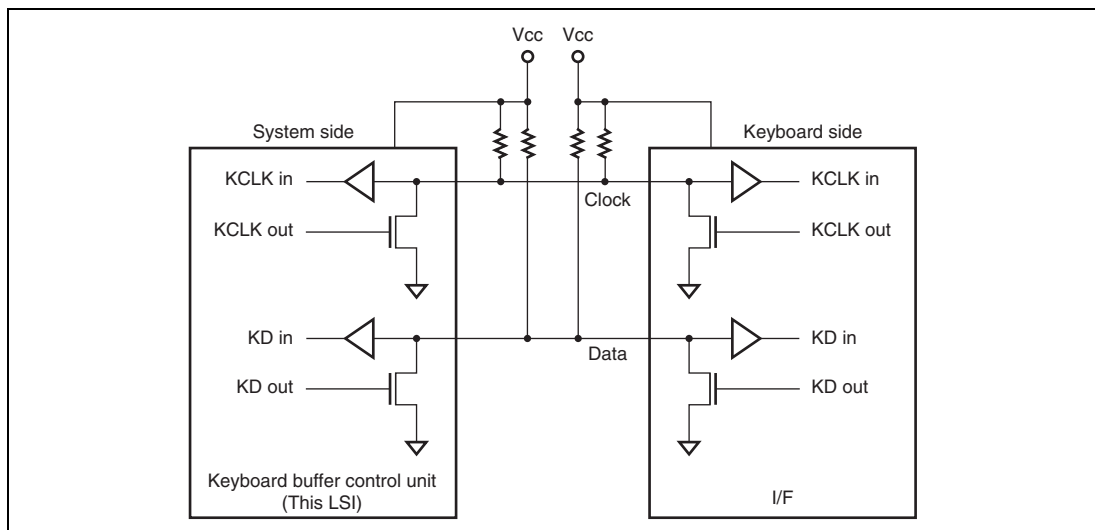 Vcc Vcc
System side
Keyboard side
KCLK in
KCLK in
Clock
KCLK out
KCLK out
KD in
KD in
Data
KD out
KD out
Keyboard buffer control unit
(This LSI)
I/F